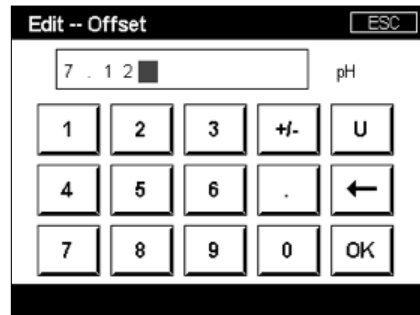 Edit -- Offset ESC
7 . 1 2 pH
1 2 3 +/- U
4 5 6 . ←
7 8 9 0 OK